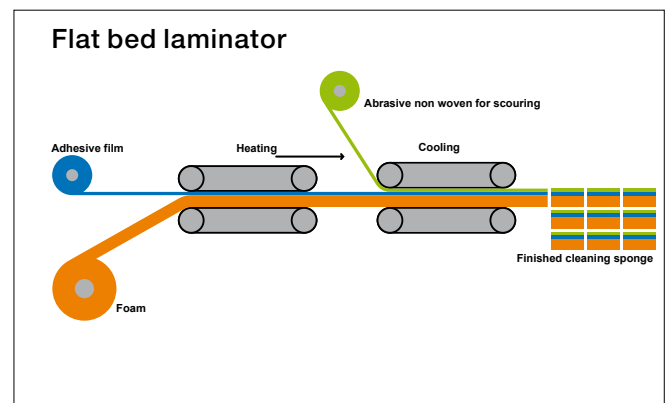 Flat bed laminator
Abrasive non woven for scouring
Adhesive film
Heating
Cooling
Finished cleaning sponge
Foam